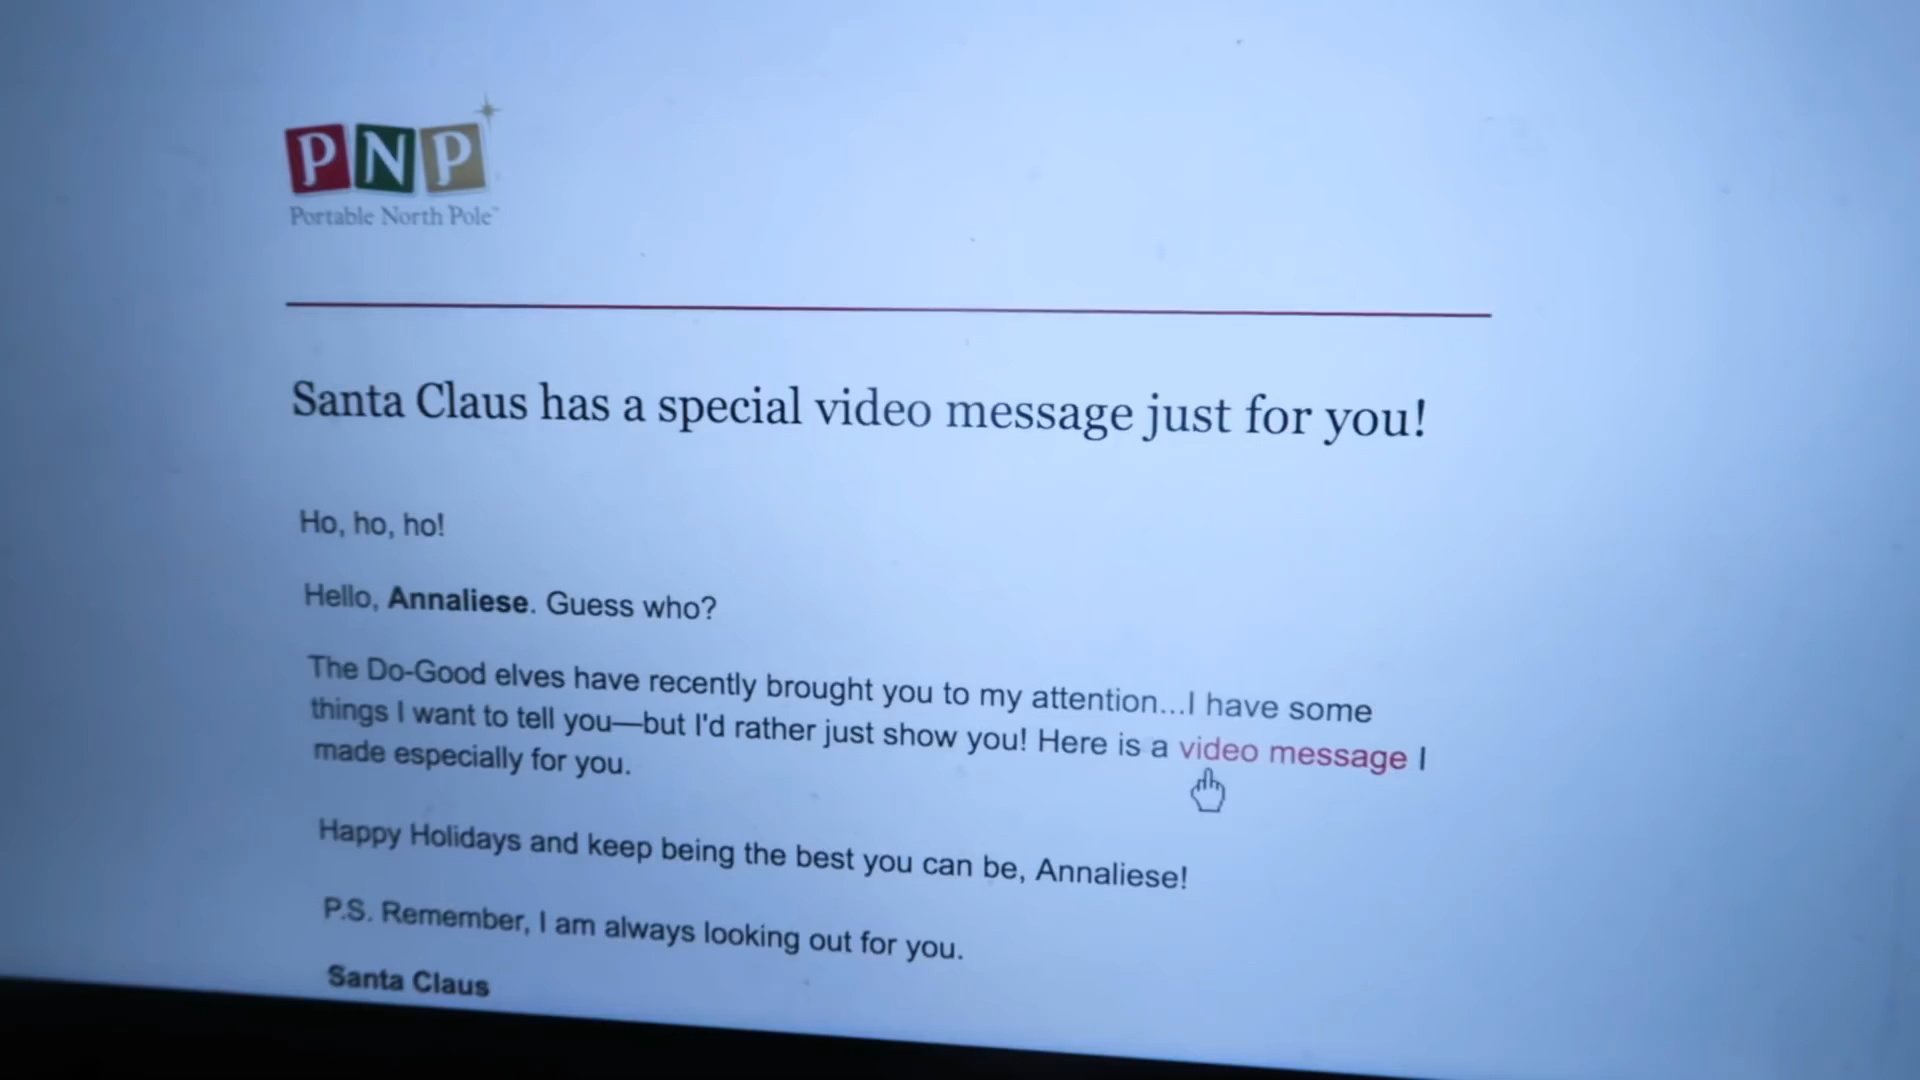 PNP
Portable North Pole™
Santa Claus has a special video message just for you!
Ho, ho, ho!
Hello, Annaliese. Guess who?
The Do-Good elves have recently brought you to my attention...I have some
things I want to tell you—but I'd rather just show you! Here is a video message I
made especially for you.
Happy Holidays and keep being the best you can be, Annaliese!
P.S. Remember, I am always looking out for you.
Santa Claus